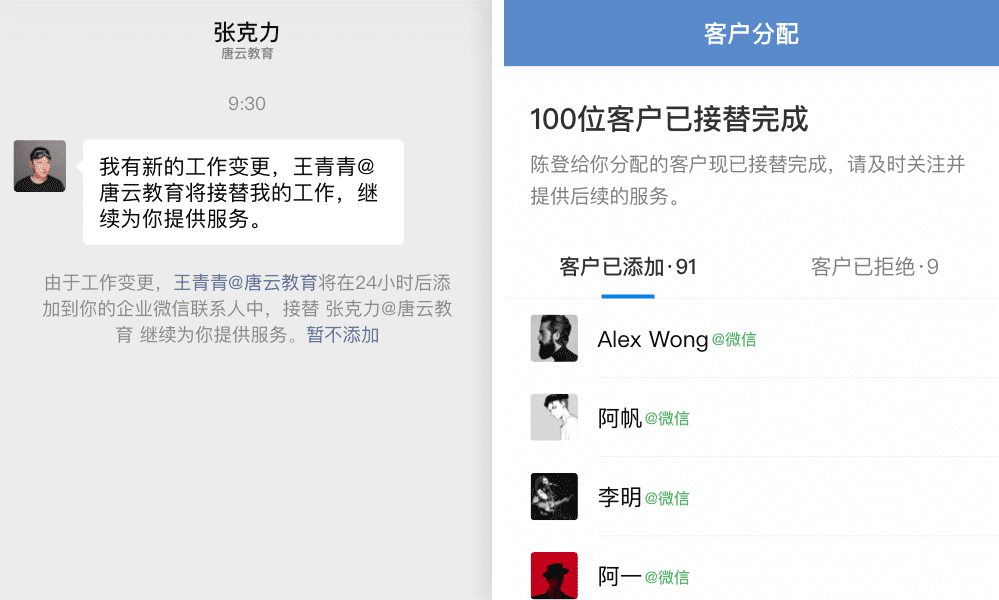 张克力
唐云教育
9:30
我有新的工作变更，王青青@
唐云教育将接替我的工作，继
续为你提供服务。
由于工作变更，王青青@唐云教育将在24小时后添
加到你的企业微信联系人中，接替 张克力@唐云教
育 继续为你提供服务。暂不添加
客户分配
100位客户已接替完成
陈登给你分配的客户现已接替完成，请及时关注并
提供后续的服务。
客户已添加·91
客户已拒绝·9
Alex Wong@微信
阿帆@微信
李明@微信
阿一@微信